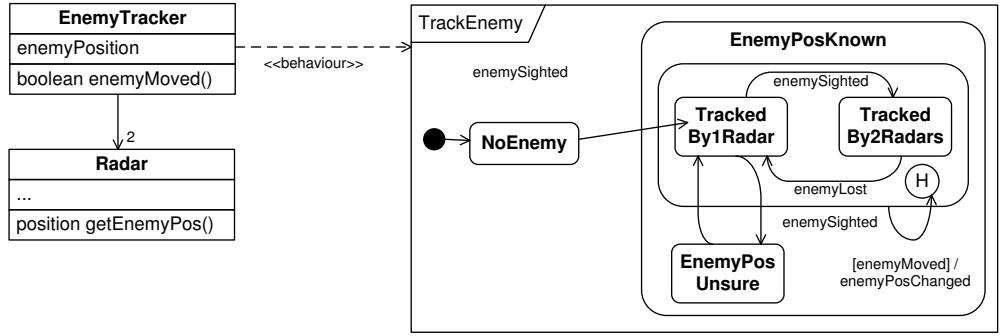 EnemyTracker
enemyPosition
boolean enemyMoved()
<<behaviour>>
2
Radar
...
position getEnemyPos()
TrackEnemy
enemySighted
NoEnemy
EnemyPosKnown
enemySighted
Tracked
By1Radar
Tracked
By2Radars
enemyLost
H
enemySighted
EnemyPos
Unsure
[enemyMoved] /
enemyPosChanged